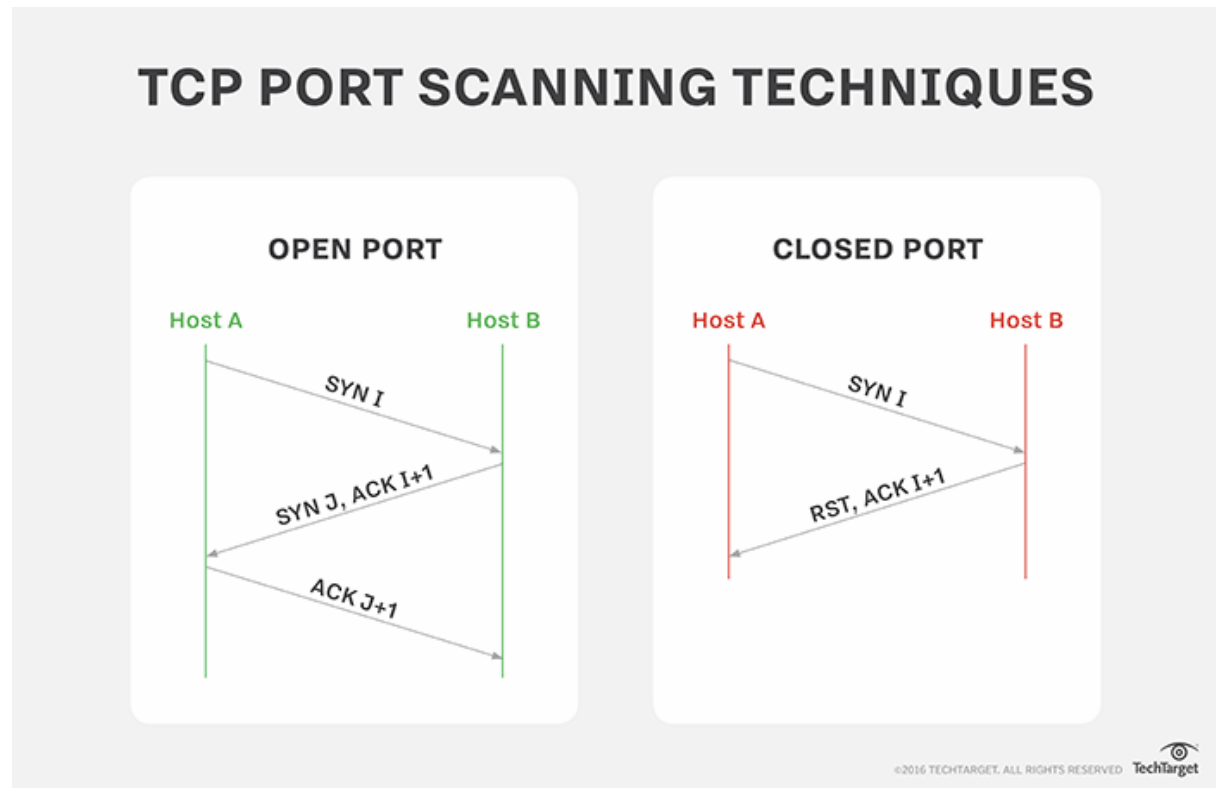 TCP PORT SCANNING TECHNIQUES
OPEN PORT
Host A
Host B
SYN I
SYN J, ACK I+1
ACK J+1
CLOSED PORT
Host A
Host B
SYN I
RST, ACK I+1
©2016 TECHTARGET. ALL RIGHTS RESERVED
TechTarget